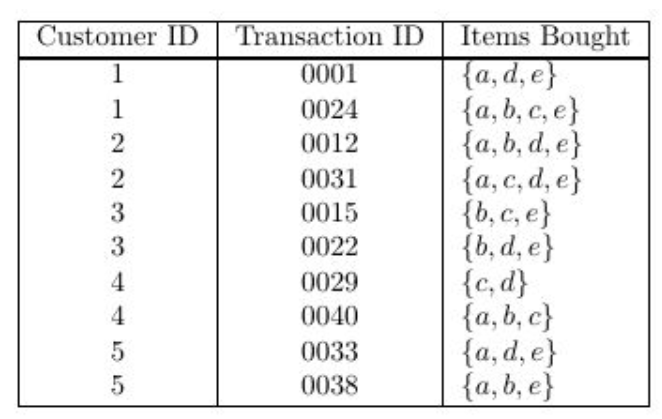 Customer ID Transaction ID Items Bought
1 0001 {a, d, e}
1 0024 {a, b, c, e}
2 0012 {a, b, d, e}
2 0031 {a, c, d, e}
3 0015 {b, c, e}
3 0022 {b, d, e}
4 0029 {c, d}
4 0040 {a, b, c}
5 0033 {a, d, e}
5 0038 {a, b, e}